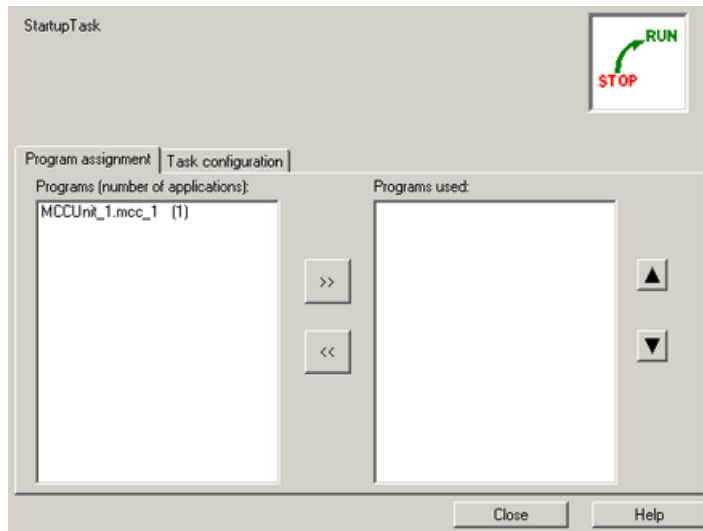 StartupTask
RUN
STOP
Program assignment
Task configuration
Programs (number of applications):
Programs used:
MCCUnit_1.mcc_1 (1)
>>
<<
Close
Help